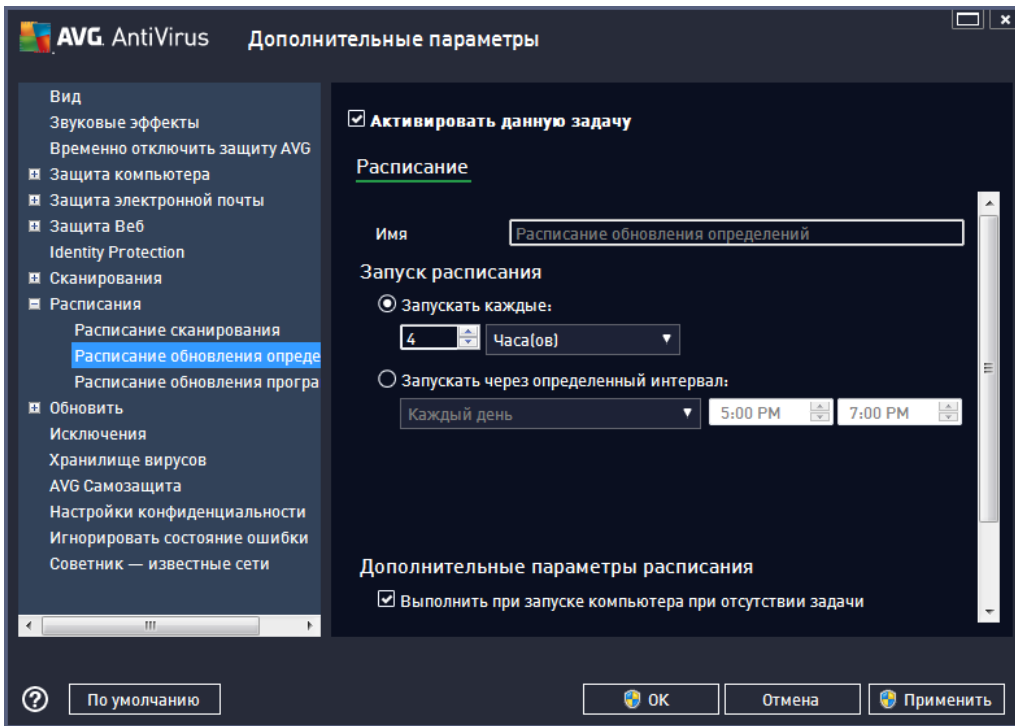 AVG AntiVirus Дополнительные параметры
Вид
Звуковые эффекты
Временно отключить защиту AVG
Защита компьютера
Защита электронной почты
Защита Веб
Identity Protection
Сканирования
Расписания
Расписание сканирования
Расписание обновления опреде
Расписание обновления програ
Обновить
Исключения
Хранилище вирусов
AVG Самозащита
Настройки конфиденциальности
Игнорировать состояние ошибки
Советник — известные сети
Активировать данную задачу
Расписание
Имя Расписание обновления определений
Запуск расписания
Запускать каждые:
4 Часа(ов)
Запускать через определенный интервал:
Каждый день 5:00 PM 7:00 PM
Дополнительные параметры расписания
Выполнить при запуске компьютера при отсутствии задачи
? По умолчанию OK Отмена Применить